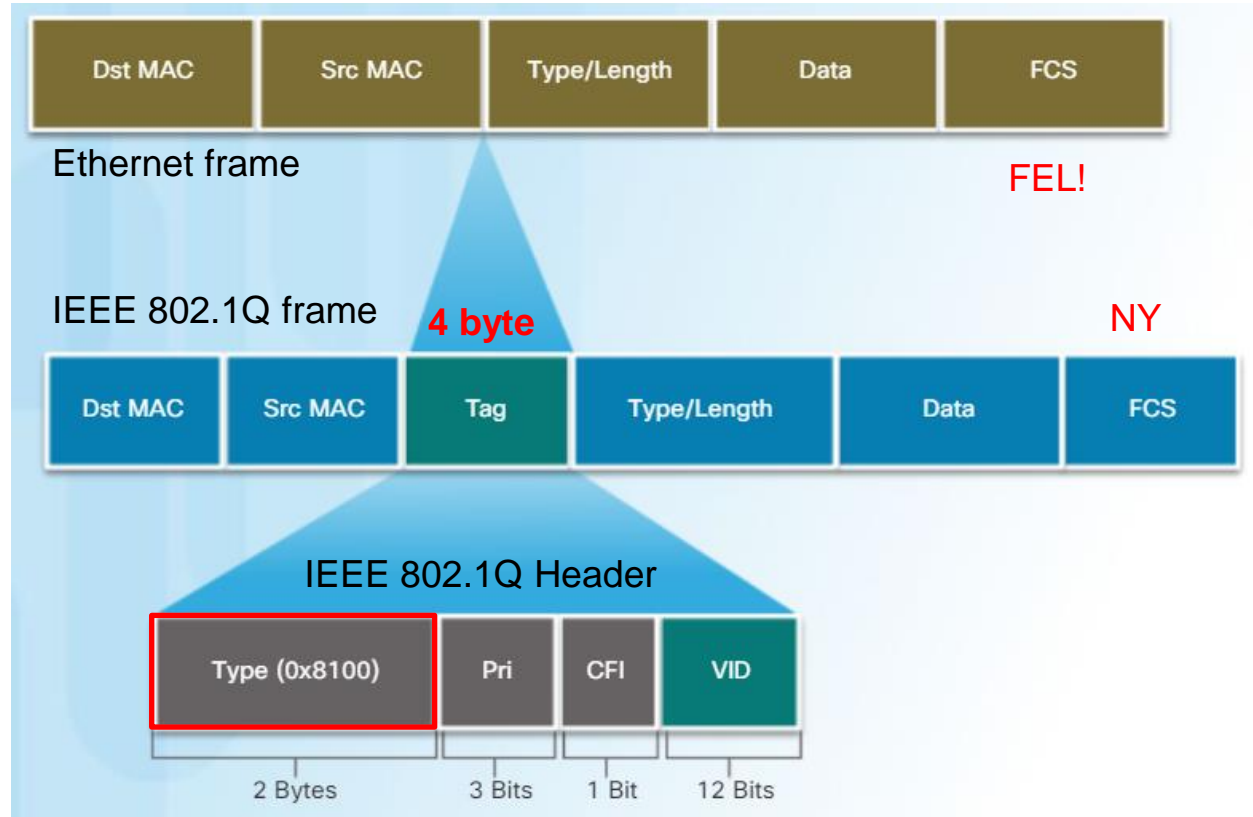 Dst MAC Src MAC Type/Length Data FCS
Ethernet frame
FEL!
IEEE 802.1Q frame
4 byte
NY
Dst MAC Src MAC Tag Type/Length Data FCS
IEEE 802.1Q Header
Type (0x8100) Pri CFI VID
2 Bytes 3 Bits 1 Bit 12 Bits